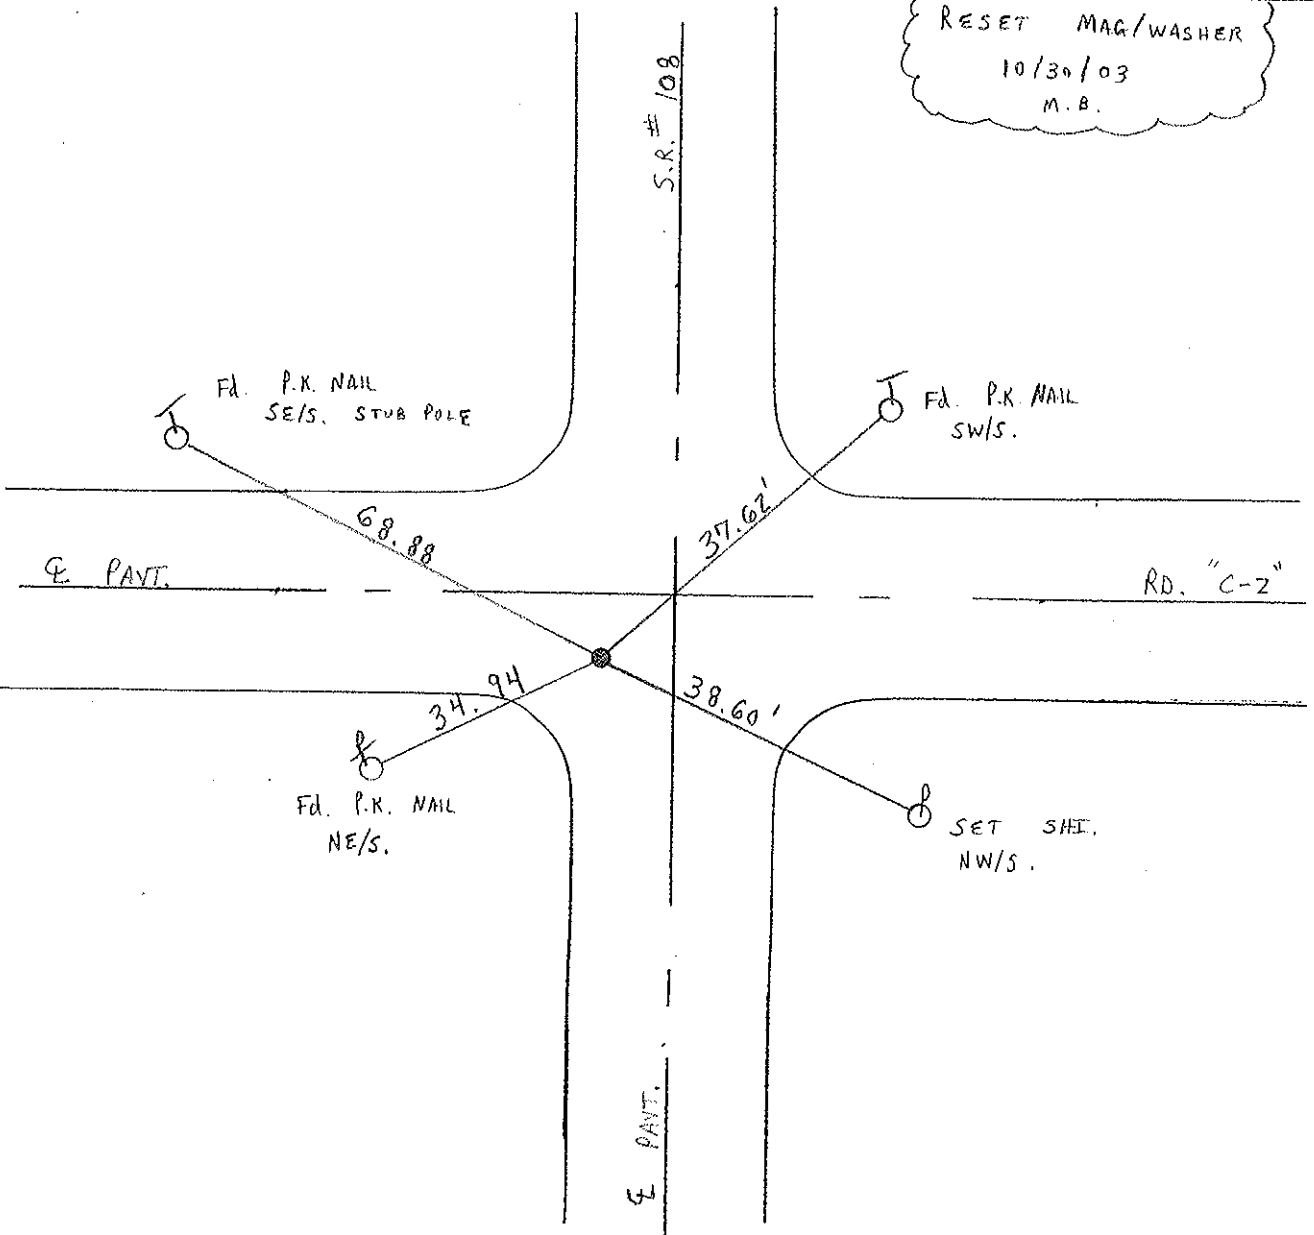 RESET MAG/WASHER
10/30/03
M.B.
S.R. # 108
Fd. P.K. NAIL
SE/S. STUB POLE
Fd. P.K. NAIL
SW/S.
68.88
37.62'
℄ PAVT.
RD. "C-2"
34.94
38.60'
Fd. P.K. NAIL
NE/S.
SET SHI.
NW/S.
℄ PAVT.